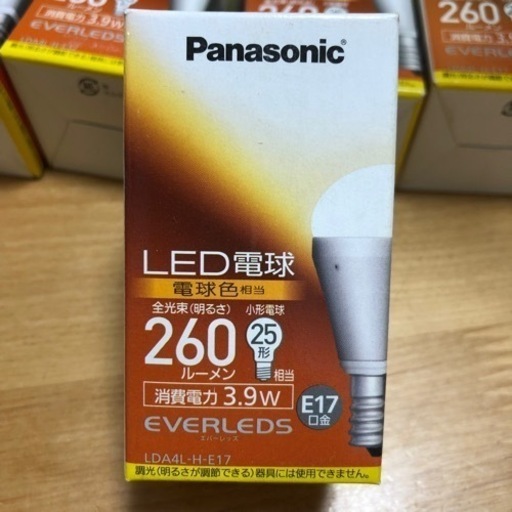 260
消費電力3.9W
EVERLEDS
260
Panasonic
LED電球
電球色相当
全光束(明るさ) 小形電球
260 25形
ルーメン 相当
消費電力3.9W
E17
口金
EVERLEDS
エバーレッズ
LDA4L-H-E17
調光(明るさが調節できる)器具には使用できません。